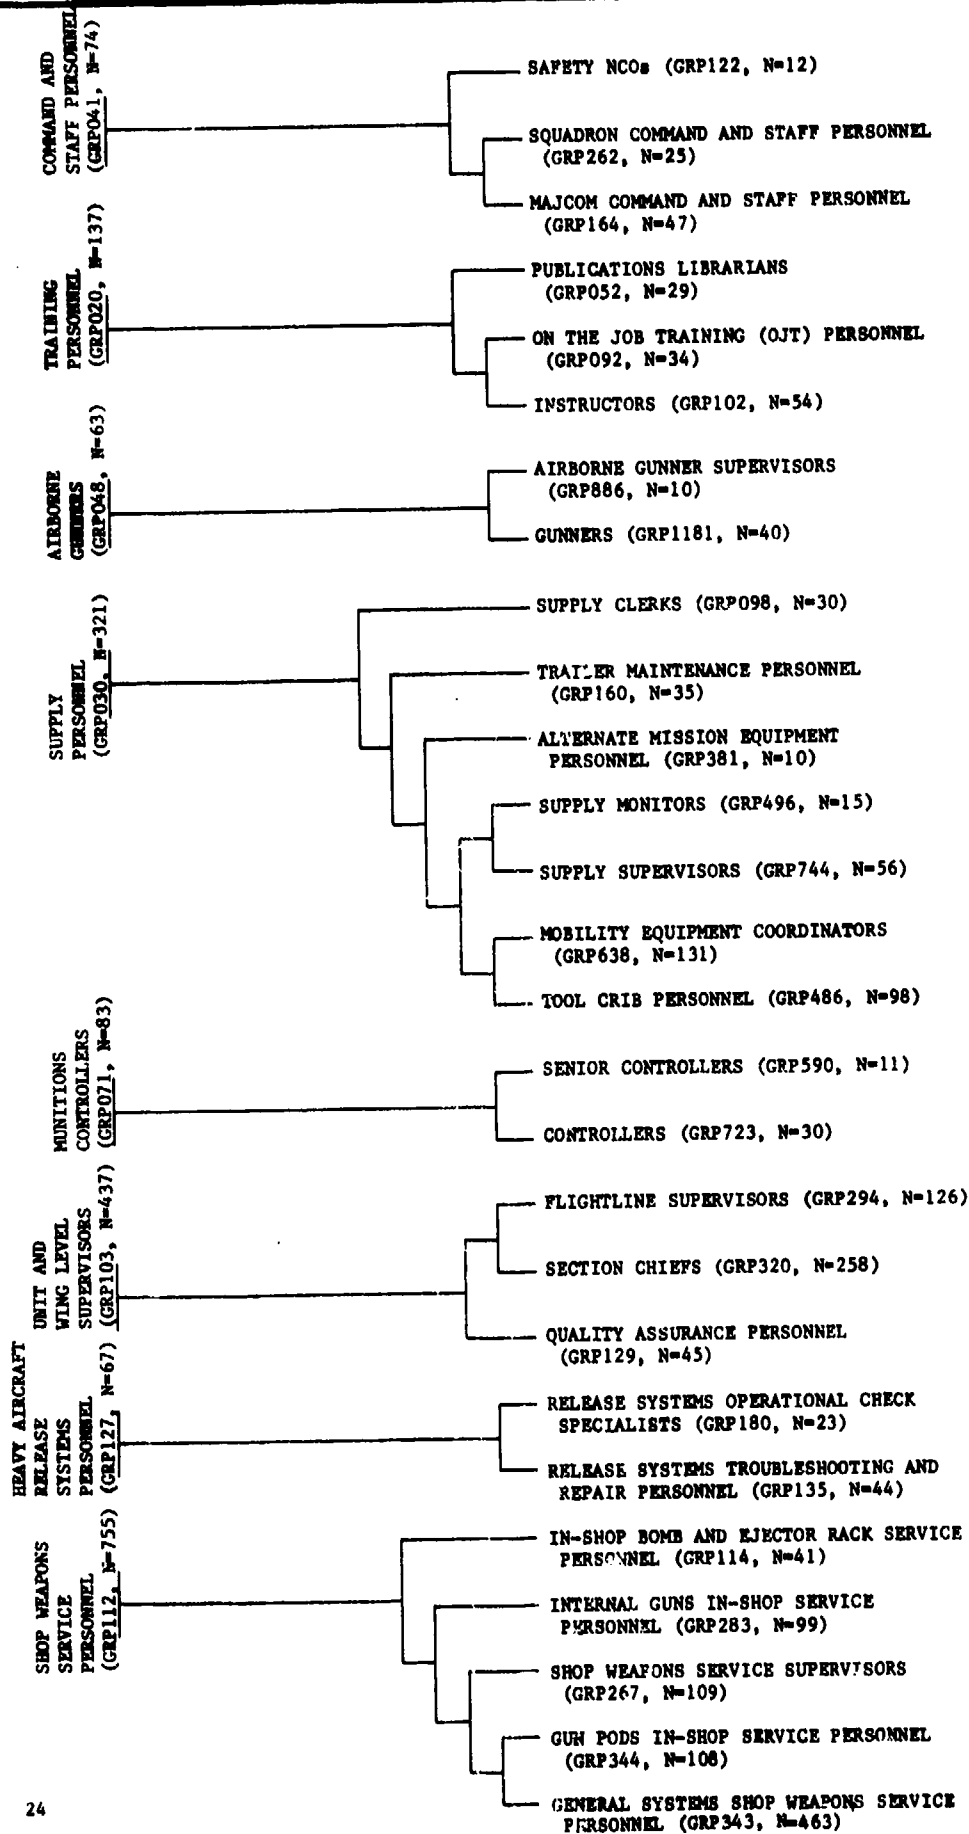 COMMAND AND
STAFF PERSONNEL
(GRP041, N=74)
SAFETY NCOs (GRP122, N=12)
SQUADRON COMMAND AND STAFF PERSONNEL
(GRP262, N=25)
MAJCOM COMMAND AND STAFF PERSONNEL
(GRP164, N=47)
TRAINING
PERSONNEL
(GRP020, N=137)
PUBLICATIONS LIBRARIANS
(GRP052, N=29)
ON THE JOB TRAINING (OJT) PERSONNEL
(GRP092, N=34)
INSTRUCTORS (GRP102, N=54)
AIRBORNE
GUNNERS
(GRP048, N=63)
AIRBORNE GUNNER SUPERVISORS
(GRP886, N=10)
GUNNERS (GRP1181, N=40)
SUPPLY
PERSONNEL
(GRP030, N=321)
SUPPLY CLERKS (GRP098, N=30)
TRAILER MAINTENANCE PERSONNEL
(GRP160, N=35)
ALTERNATE MISSION EQUIPMENT
PERSONNEL (GRP381, N=10)
SUPPLY MONITORS (GRP496, N=15)
SUPPLY SUPERVISORS (GRP744, N=56)
MOBILITY EQUIPMENT COORDINATORS
(GRP638, N=131)
TOOL CRIB PERSONNEL (GRP486, N=98)
MUNITIONS
CONTROLLERS
(GRP071, N=83)
SENIOR CONTROLLERS (GRP590, N=11)
CONTROLLERS (GRP723, N=30)
UNIT AND
WING LEVEL
SUPERVISORS
(GRP103, N=437)
FLIGHTLINE SUPERVISORS (GRP294, N=126)
SECTION CHIEFS (GRP320, N=258)
QUALITY ASSURANCE PERSONNEL
(GRP129, N=45)
HEAVY AIRCRAFT
RELEASE
SYSTEMS
PERSONNEL
(GRP127, N=67)
RELEASE SYSTEMS OPERATIONAL CHECK
SPECIALISTS (GRP180, N=23)
RELEASE SYSTEMS TROUBLESHOOTING AND
REPAIR PERSONNEL (GRP135, N=44)
SHOP WEAPONS
SERVICE
PERSONNEL
(GRP112, N=755)
IN-SHOP BOMB AND EJECTOR RACK SERVICE
PERSONNEL (GRP114, N=41)
INTERNAL GUNS IN-SHOP SERVICE
PERSONNEL (GRP283, N=99)
SHOP WEAPONS SERVICE SUPERVISORS
(GRP267, N=109)
GUN PODS IN-SHOP SERVICE PERSONNEL
(GRP344, N=108)
GENERAL SYSTEMS SHOP WEAPONS SERVICE
PERSONNEL (GRP343, N=463)
24